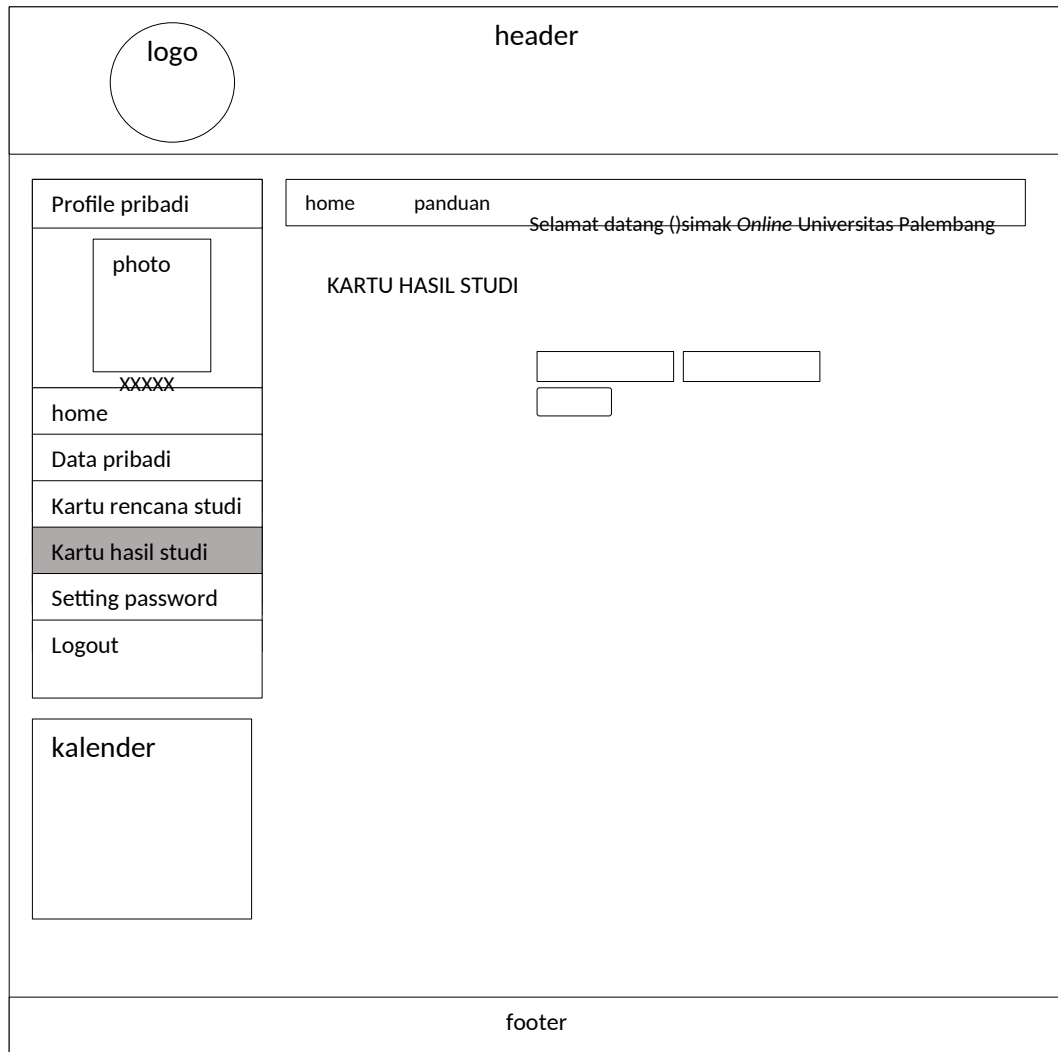 logo
header
Profile pribadi
photo
XXXXX
home
Data pribadi
Kartu rencana studi
Kartu hasil studi
Setting password
Logout
kalender
home panduan
Selamat datang ()simak Online Universitas Palembang
KARTU HASIL STUDI
footer